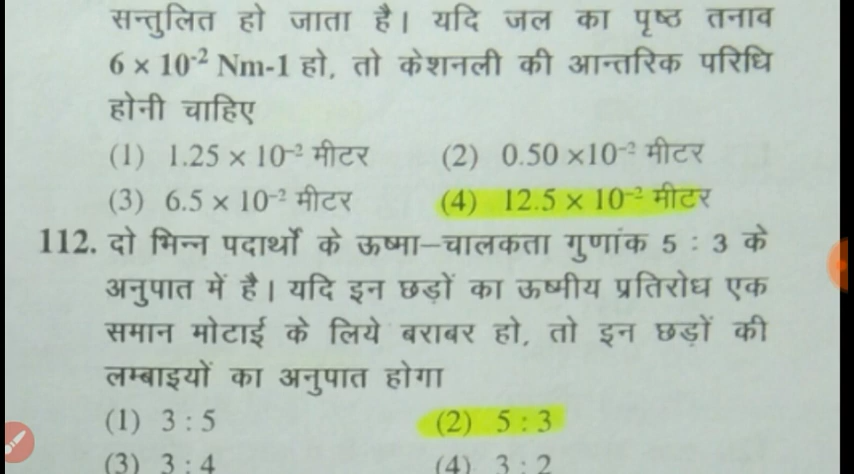 सन्तुलित हो जाता है। यदि जल का पृष्ठ तनाव
6 × 10⁻² Nm-1 हो, तो केशनली की आन्तरिक परिधि
होनी चाहिए
(1) 1.25 × 10⁻² मीटर (2) 0.50 ×10⁻² मीटर
(3) 6.5 × 10⁻² मीटर (4) 12.5 × 10⁻² मीटर
112. दो भिन्न पदार्थों के ऊष्मा–चालकता गुणांक 5 : 3 के
अनुपात में है। यदि इन छड़ों का ऊष्मीय प्रतिरोध एक
समान मोटाई के लिये बराबर हो, तो इन छड़ों की
लम्बाइयों का अनुपात होगा
(1) 3 : 5 (2) 5 : 3
(3) 3 : 4 (4) 3 : 2